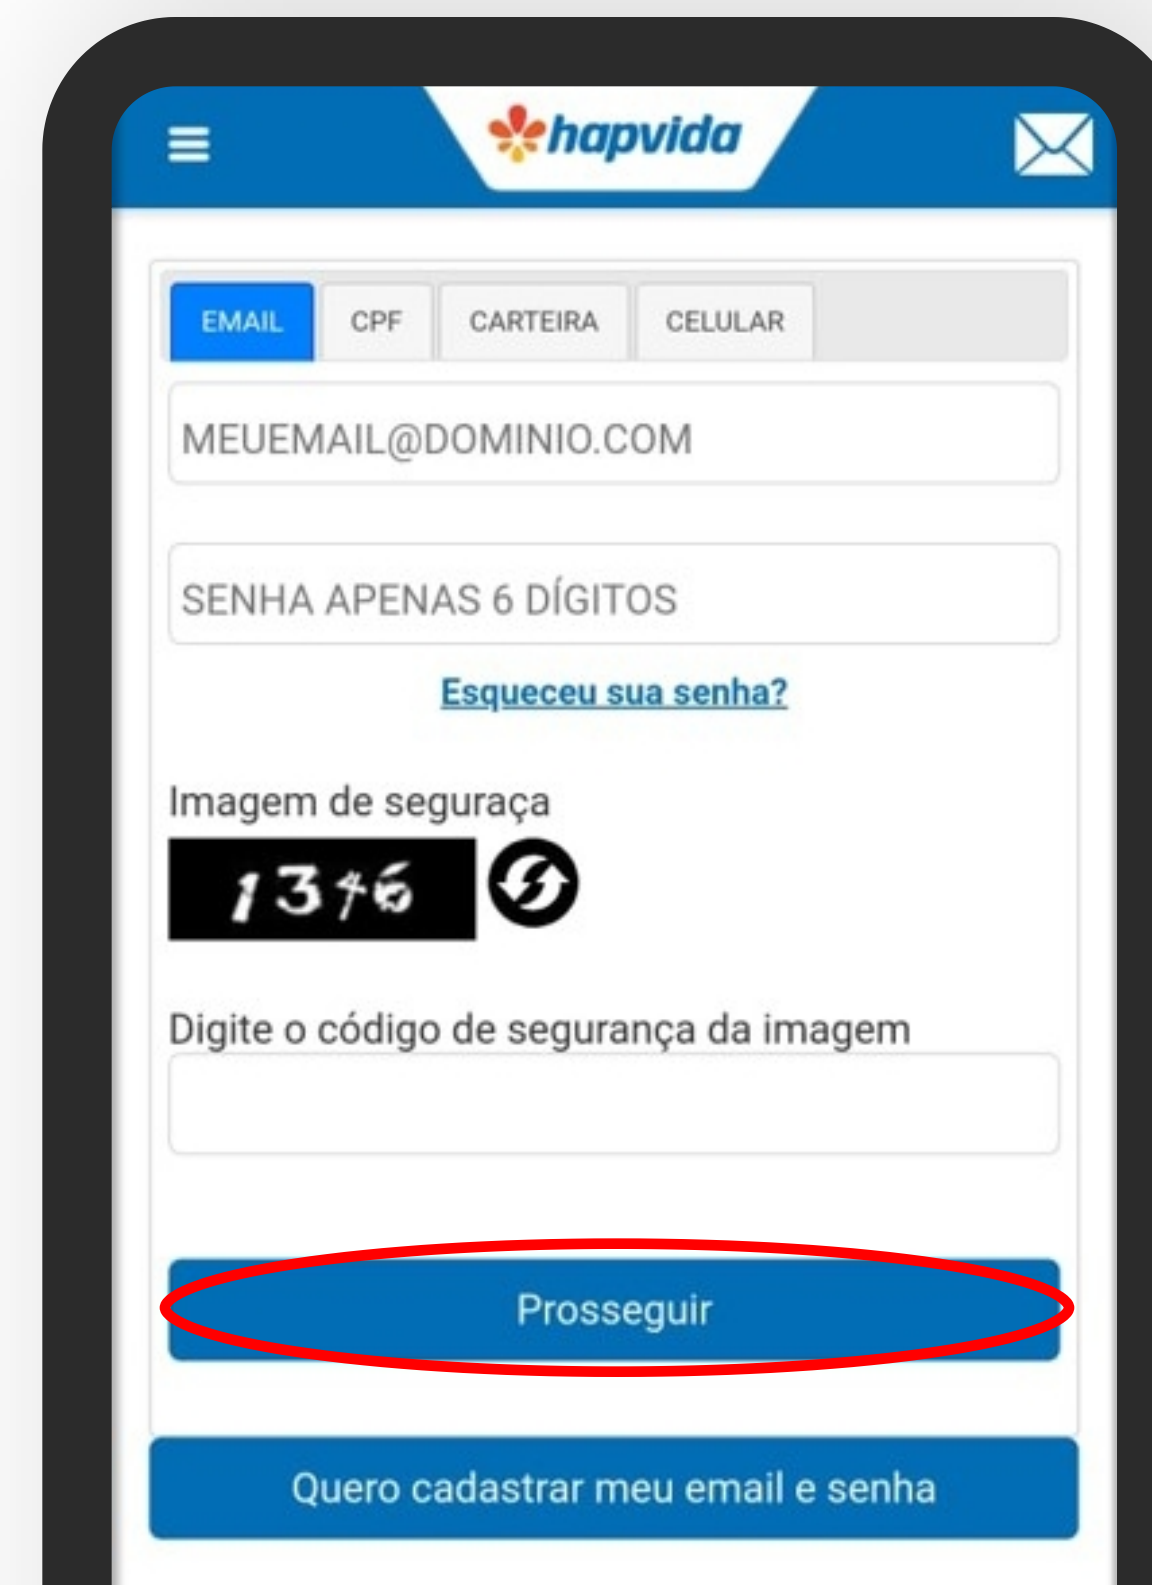 hapvida
EMAIL CPF CARTEIRA CELULAR
MEUEMAIL@DOMINIO.COM
SENHA APENAS 6 DÍGITOS
Esqueceu sua senha?
Imagem de seguraça
Digite o código de segurança da imagem
Prosseguir
Quero cadastrar meu email e senha